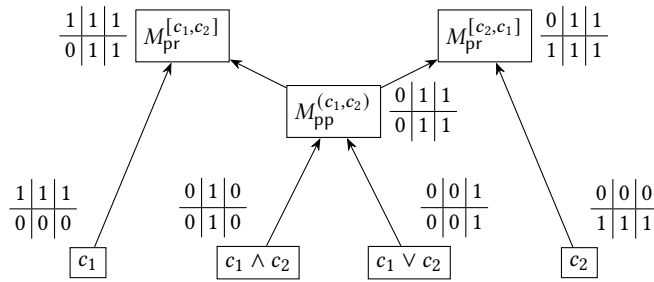 1|1|1 M_pr^[c₁,c₂] M_pr^[c₂,c₁] 0|1|1
0|1|1 1|1|1
M_pp^(c₁,c₂) 0|1|1
0|1|1
1|1|1 0|1|0 0|0|1 0|0|0
0|0|0 0|1|0 0|0|1 1|1|1
c₁ c₁ ∧ c₂ c₁ ∨ c₂ c₂